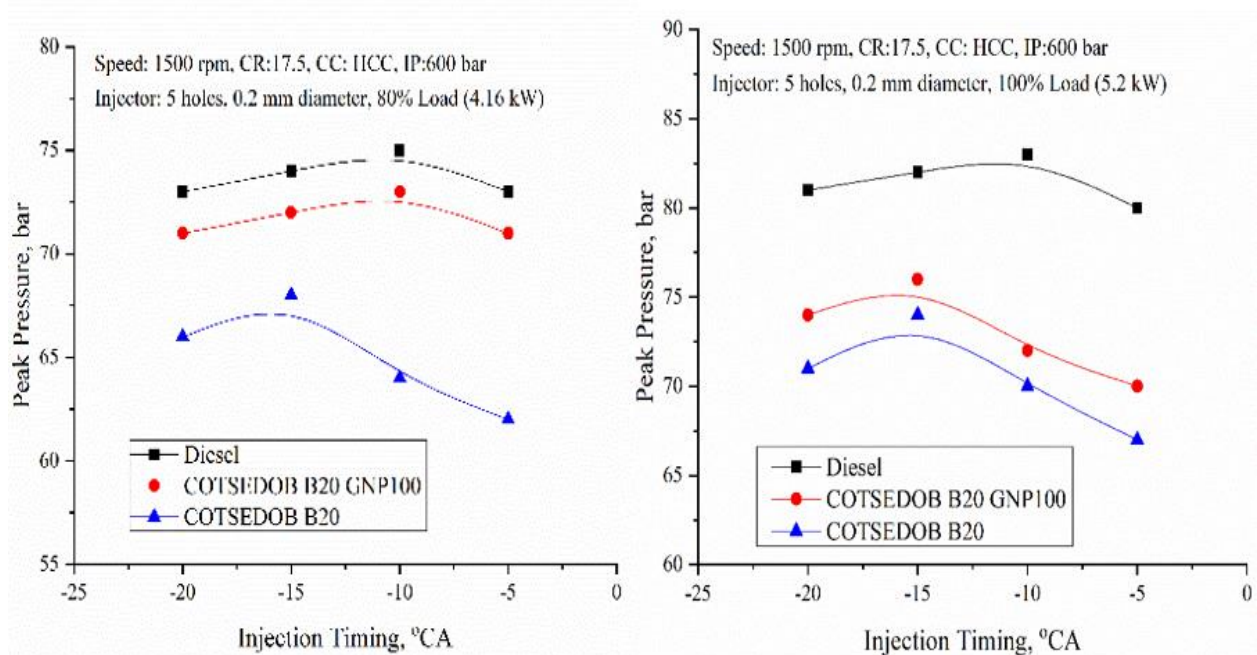 Speed: 1500 rpm, CR:17.5, CC: HCC, IP:600 bar
Injector: 5 holes, 0.2 mm diameter, 80% Load (4.16 kW)
Peak Pressure, bar
80
75
70
65
60
55
Diesel
COTSEDOB B20 GNP100
COTSEDOB B20
-25
-20
-15
-10
-5
0
Injection Timing, °CA
Speed: 1500 rpm, CR:17.5, CC: HCC, IP:600 bar
Injector: 5 holes, 0.2 mm diameter, 100% Load (5.2 kW)
Peak Pressure, bar
90
85
80
75
70
65
60
Diesel
COTSEDOB B20 GNP100
COTSEDOB B20
-25
-20
-15
-10
-5
0
Injection Timing, °CA